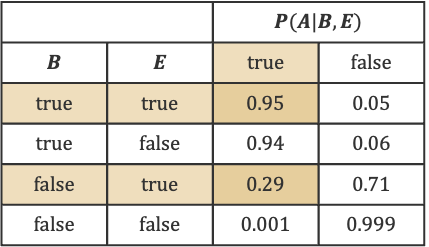 P(A|B, E)
B E true false
true true 0.95 0.05
true false 0.94 0.06
false true 0.29 0.71
false false 0.001 0.999